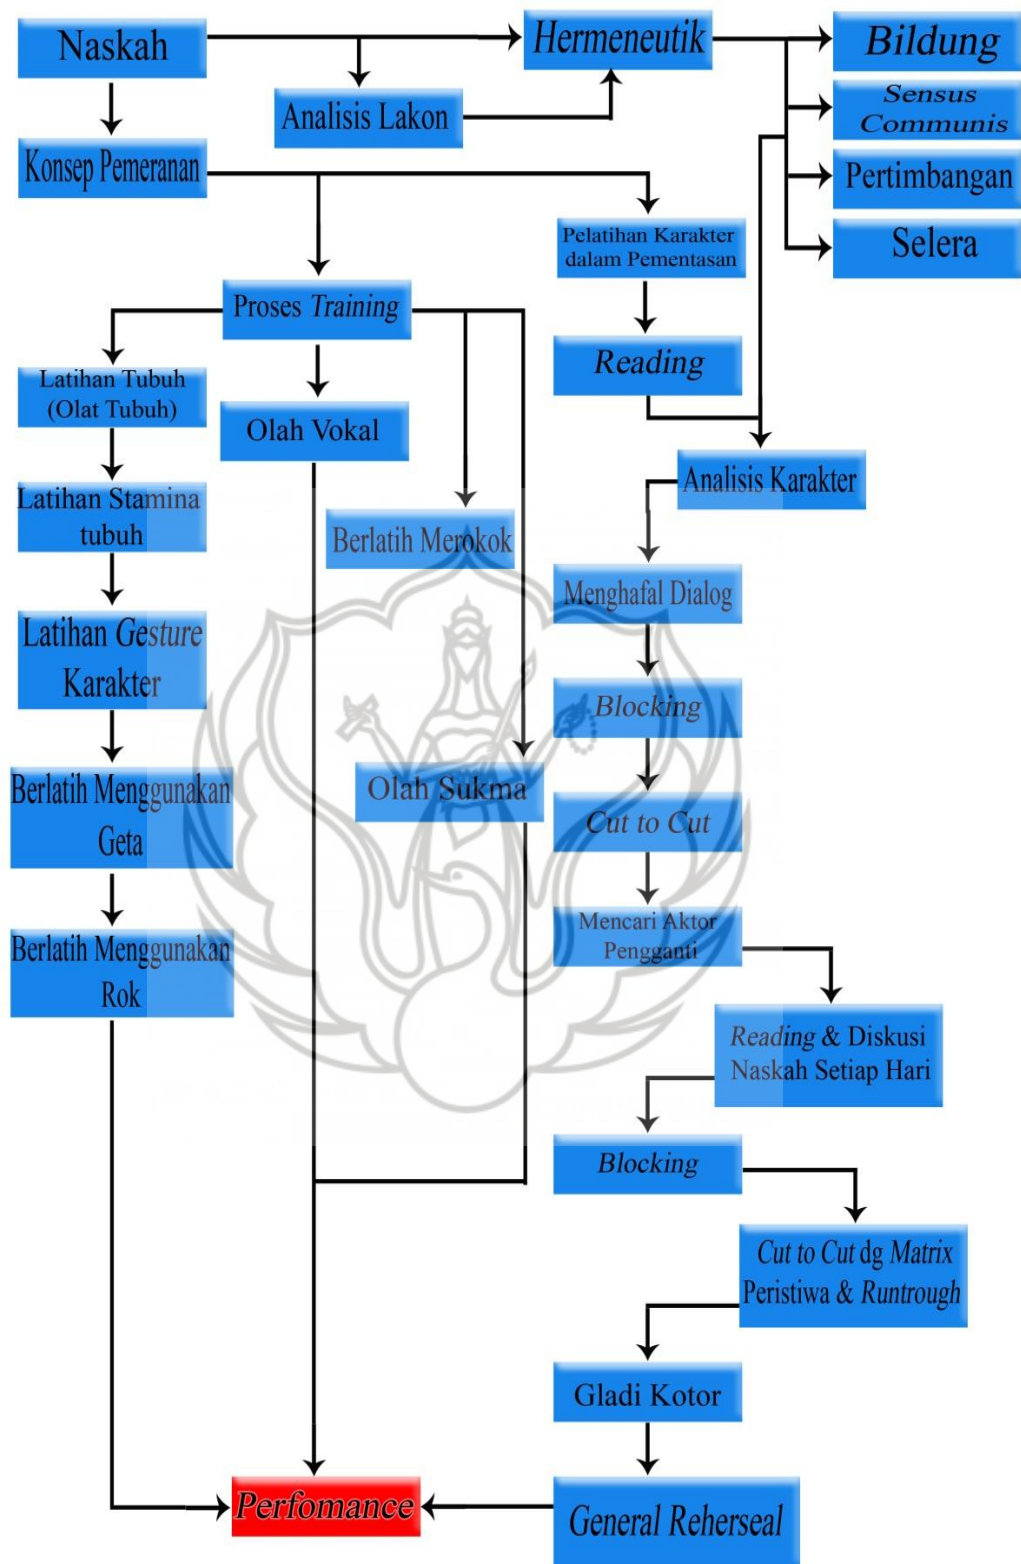 Naskah
Hermeneutik
Bildung
Analisis Lakon
Sensus
Communis
Konsep Pemeranan
Pertimbangan
Pelatihan Karakter
dalam Pementasan
Selera
Proses Training
Reading
Latihan Tubuh
(Olat Tubuh)
Olah Vokal
Analisis Karakter
Latihan Stamina
tubuh
Berlatih Merokok
Menghafal Dialog
Latihan Gesture
Karakter
Blocking
Berlatih Menggunakan
Geta
Olah Sukma
Cut to Cut
Mencari Aktor
Pengganti
Berlatih Menggunakan
Rok
Reading & Diskusi
Naskah Setiap Hari
Blocking
Cut to Cut dg Matrix
Peristiwa & Runtrough
Gladi Kotor
Perfomance
General Reherseal